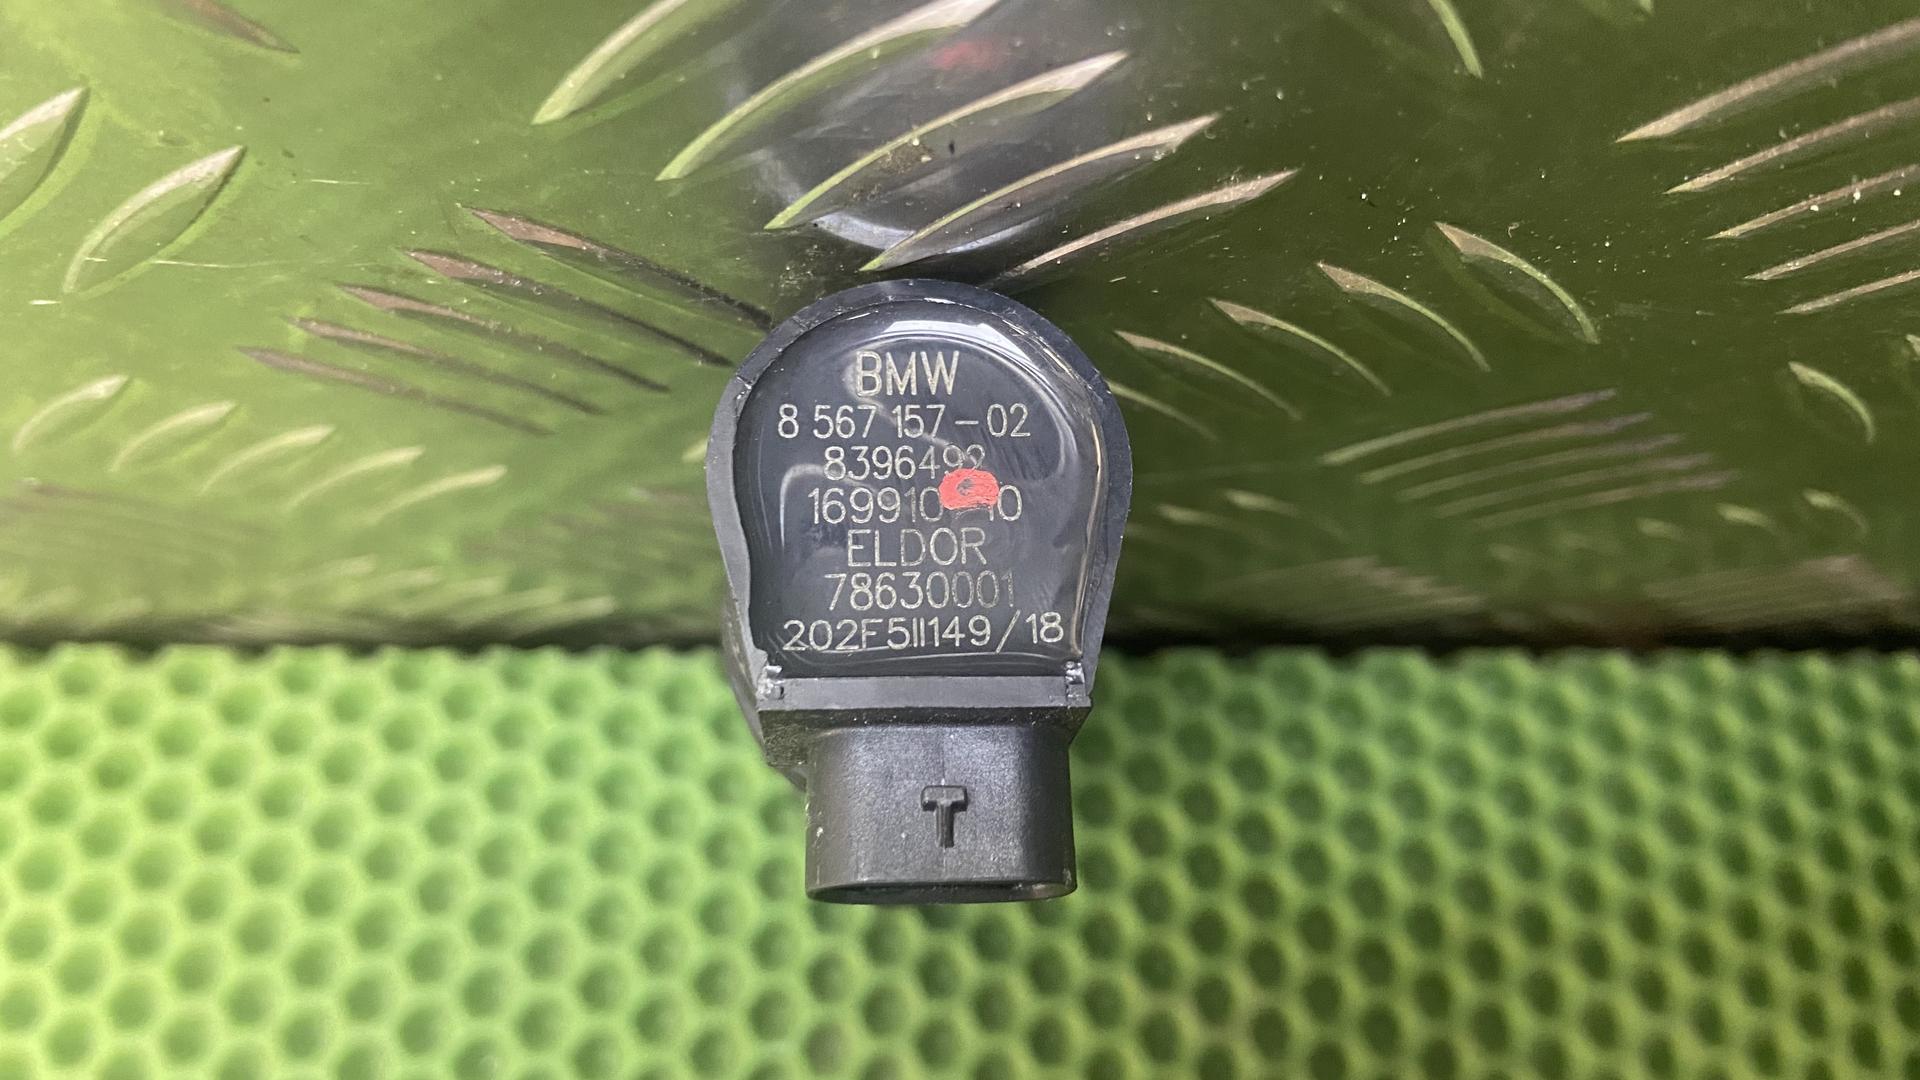 BMW
8 567 157-02
8396492
ELDOR
78630001
202F5II149/18
T